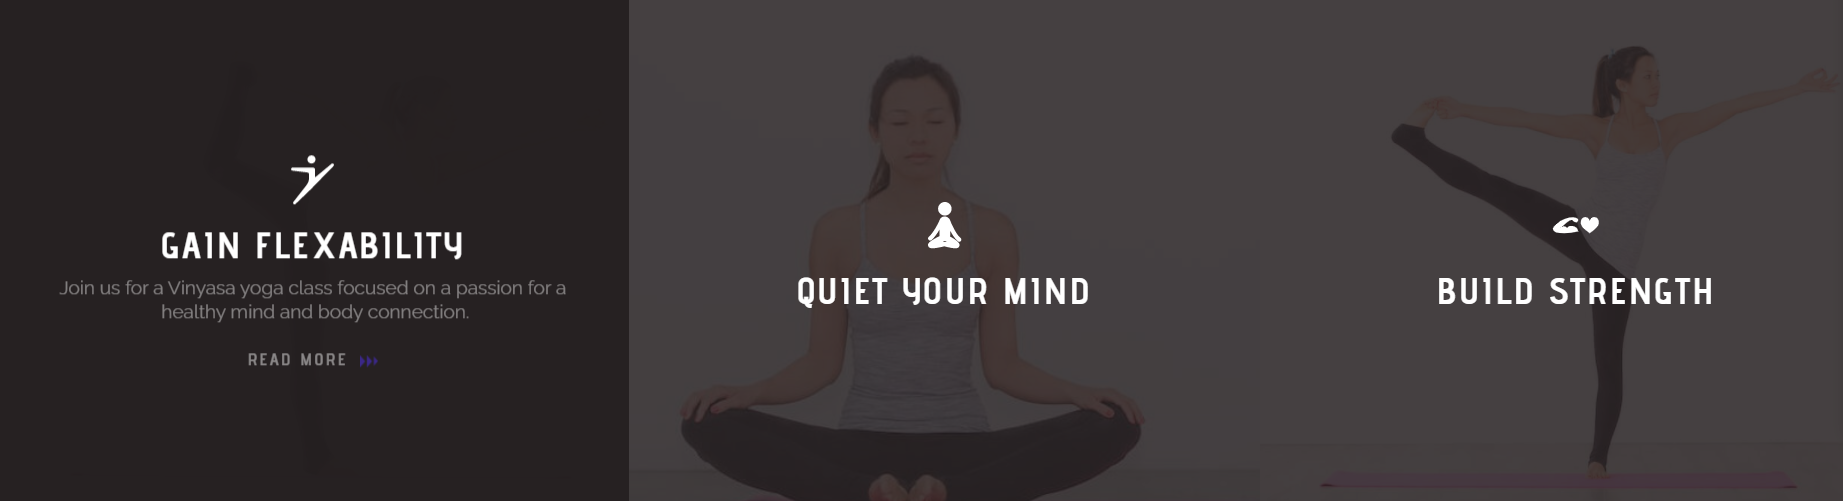 GAIN FLEXABILITY
Join us for a Vinyasa yoga class focused on a passion for a
healthy mind and body connection.
READ MORE
QUIET YOUR MIND
BUILD STRENGTH